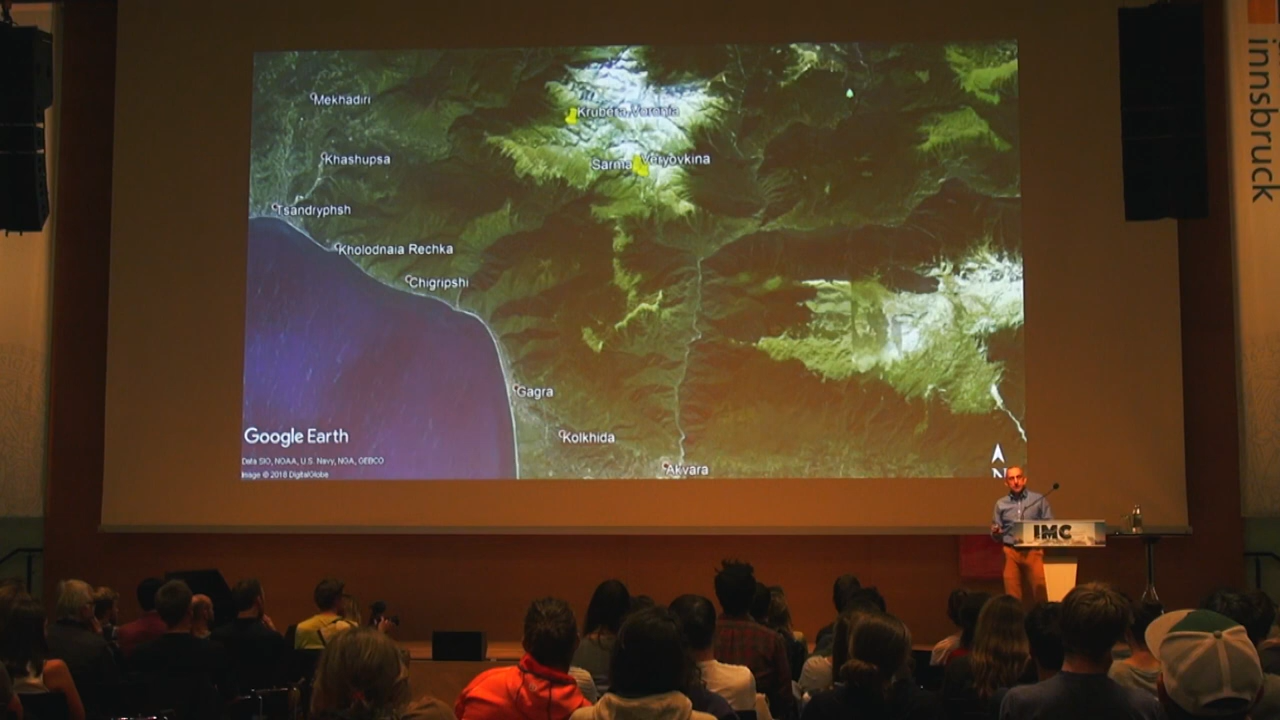 Mekhadiri
Krubera-Voronja
Khashupsa
Sarma
Veryovkina
Tsandryphsh
Kholodnaia Rechka
Chigripshi
Gagra
Kolkhida
Akvara
Google Earth
Data SIO, NOAA, U.S. Navy, NGA, GEBCO
Image © 2018 DigitalGlobe
N
IMC
innsbruck